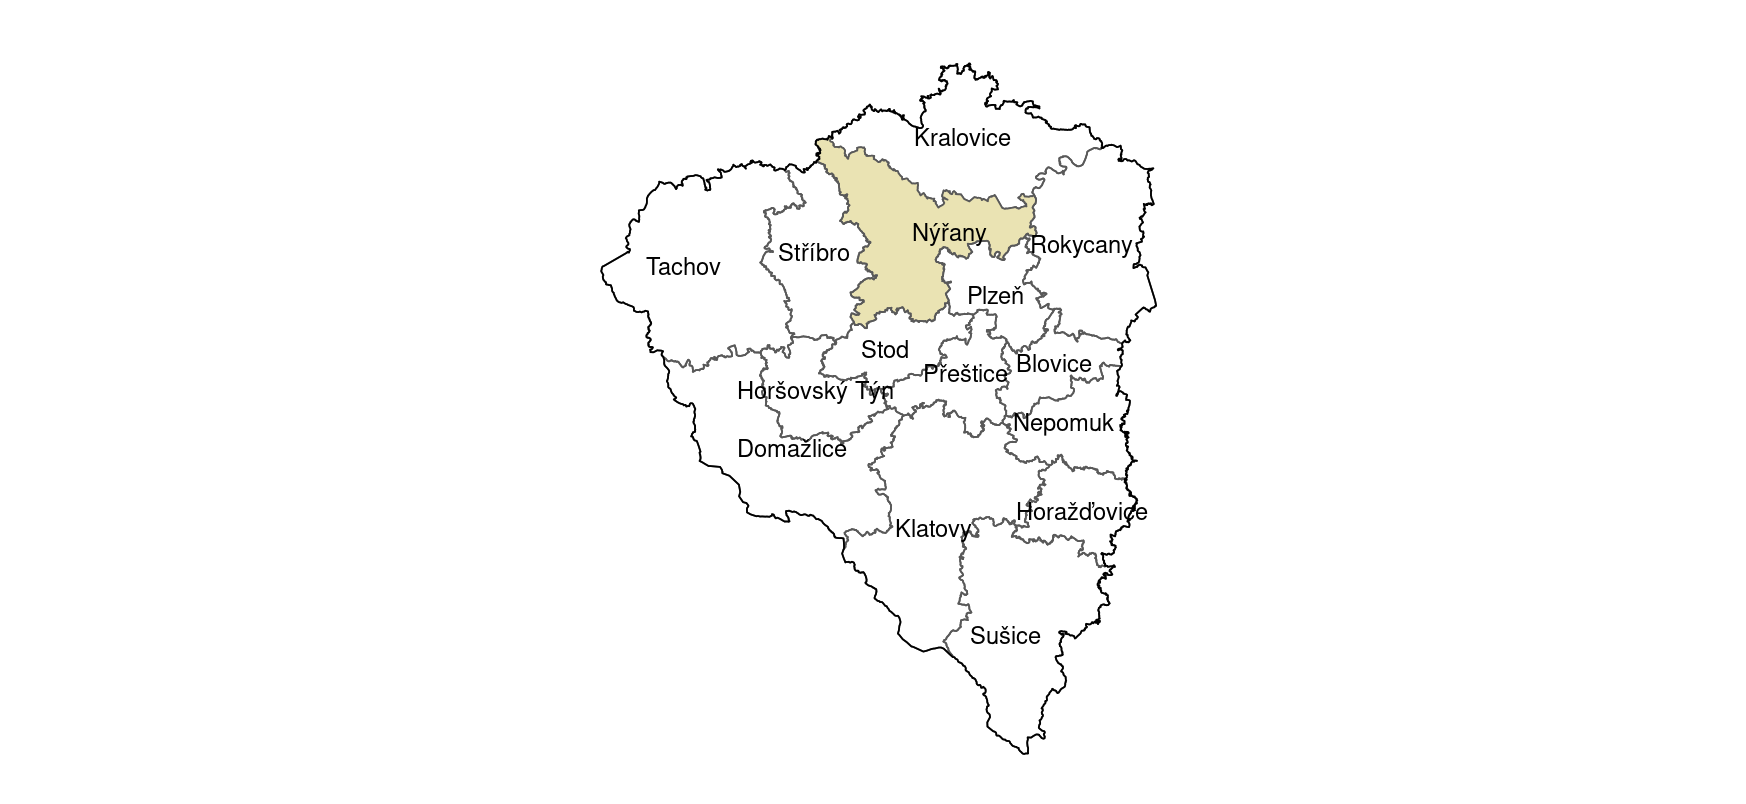 Kralovice
Nýřany
Rokycany
Stříbro
Tachov
Plzeň
Stod
Blovice
Přeštice
Horšovský Týn
Nepomuk
Domažlice
Horažďovice
Klatovy
Sušice